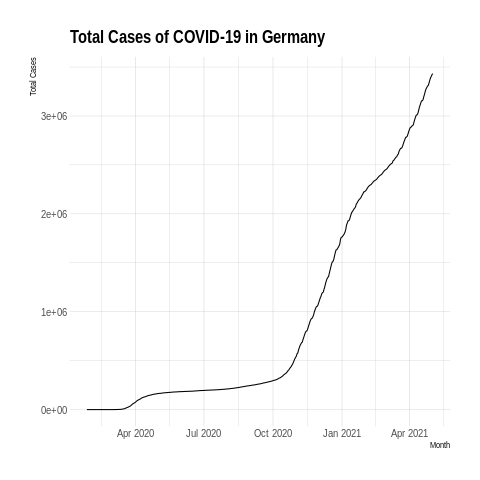 Total Cases of COVID-19 in Germany
Total Cases
3e+06
2e+06
1e+06
0e+00
Apr 2020 Jul 2020 Oct 2020 Jan 2021 Apr 2021
Month